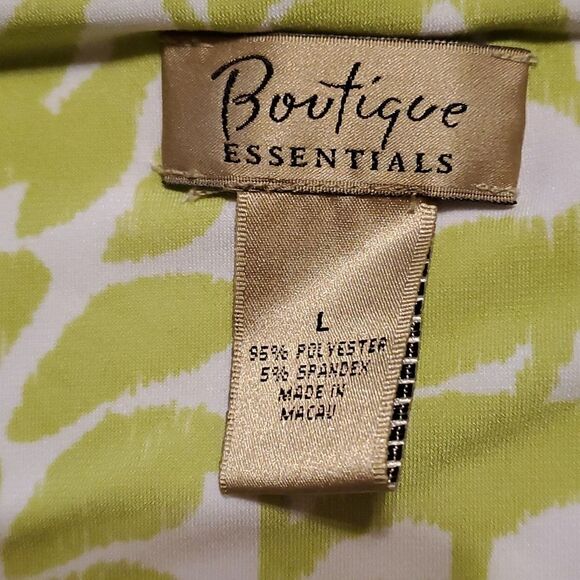 Boutique
ESSENTIALS
L
95% POLYESTER
5% SPANDEX
MADE IN
MACAU